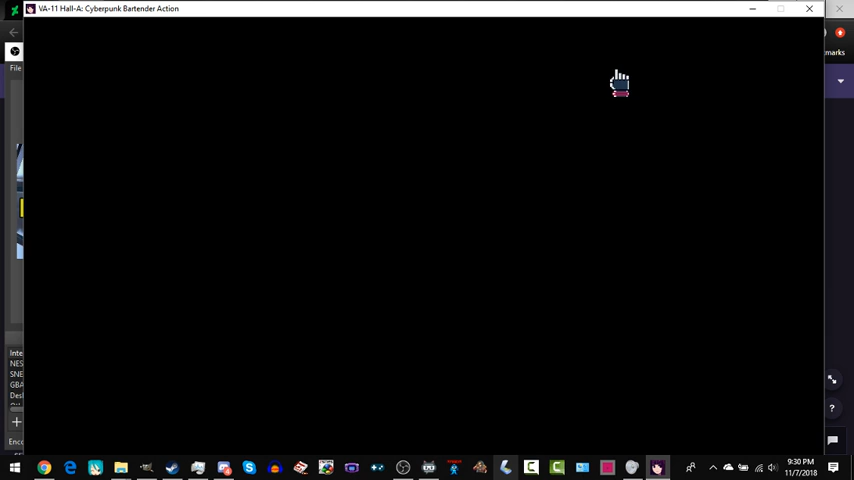 VA-11 Hall-A: Cyberpunk Bartender Action
File
marks
Inte
NES
SNE
GBA
Des
Enco
?
9:30 PM
11/7/2018